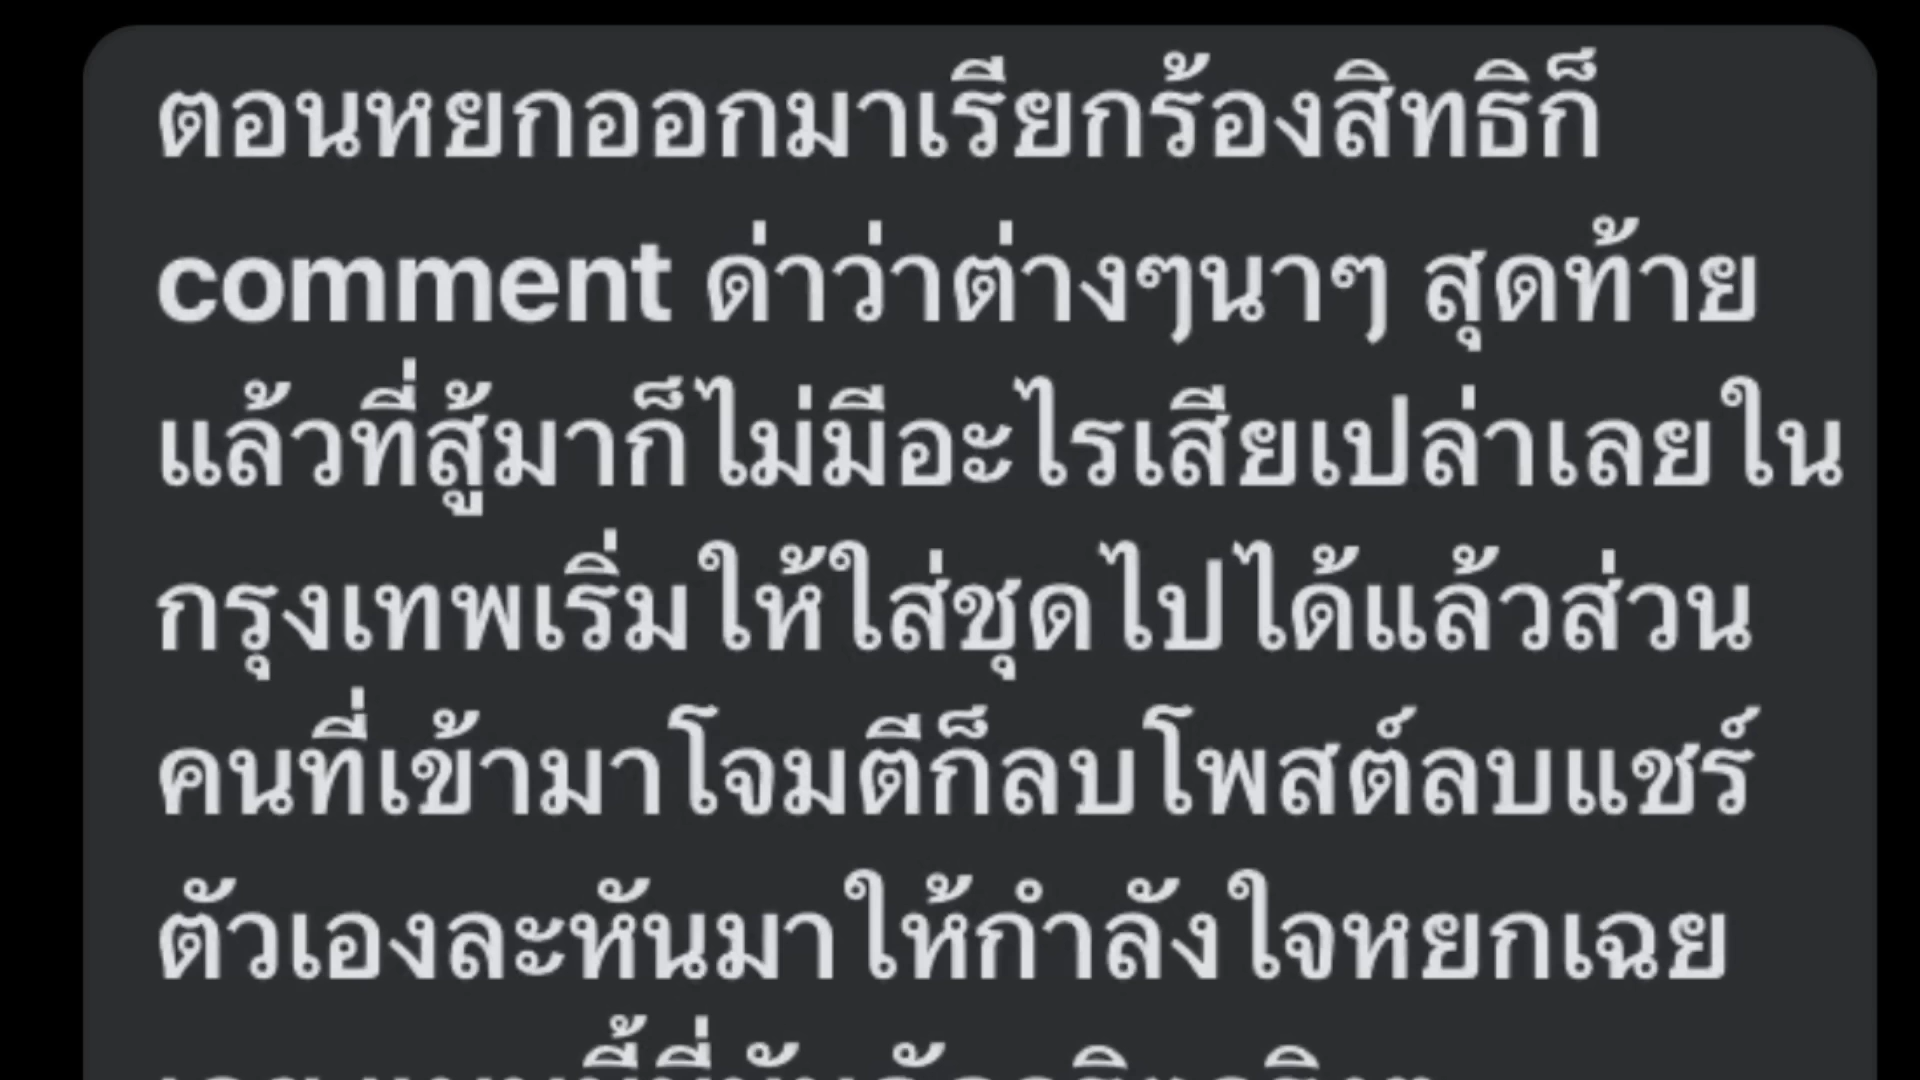 ตอนหยกออกมาเรียกร้องสิทธิก็
comment ด่าว่าต่างๆนาๆ สุดท้าย
แล้วที่สู้มาก็ไม่มีอะไรเสียเปล่าเลยใน
กรุงเทพเริ่มให้ใส่ชุดไปได้แล้วส่วน
คนที่เข้ามาโจมตีก็ลบโพสต์ลบแชร์
ตัวเองละหันมาให้กำลังใจหยกเฉย